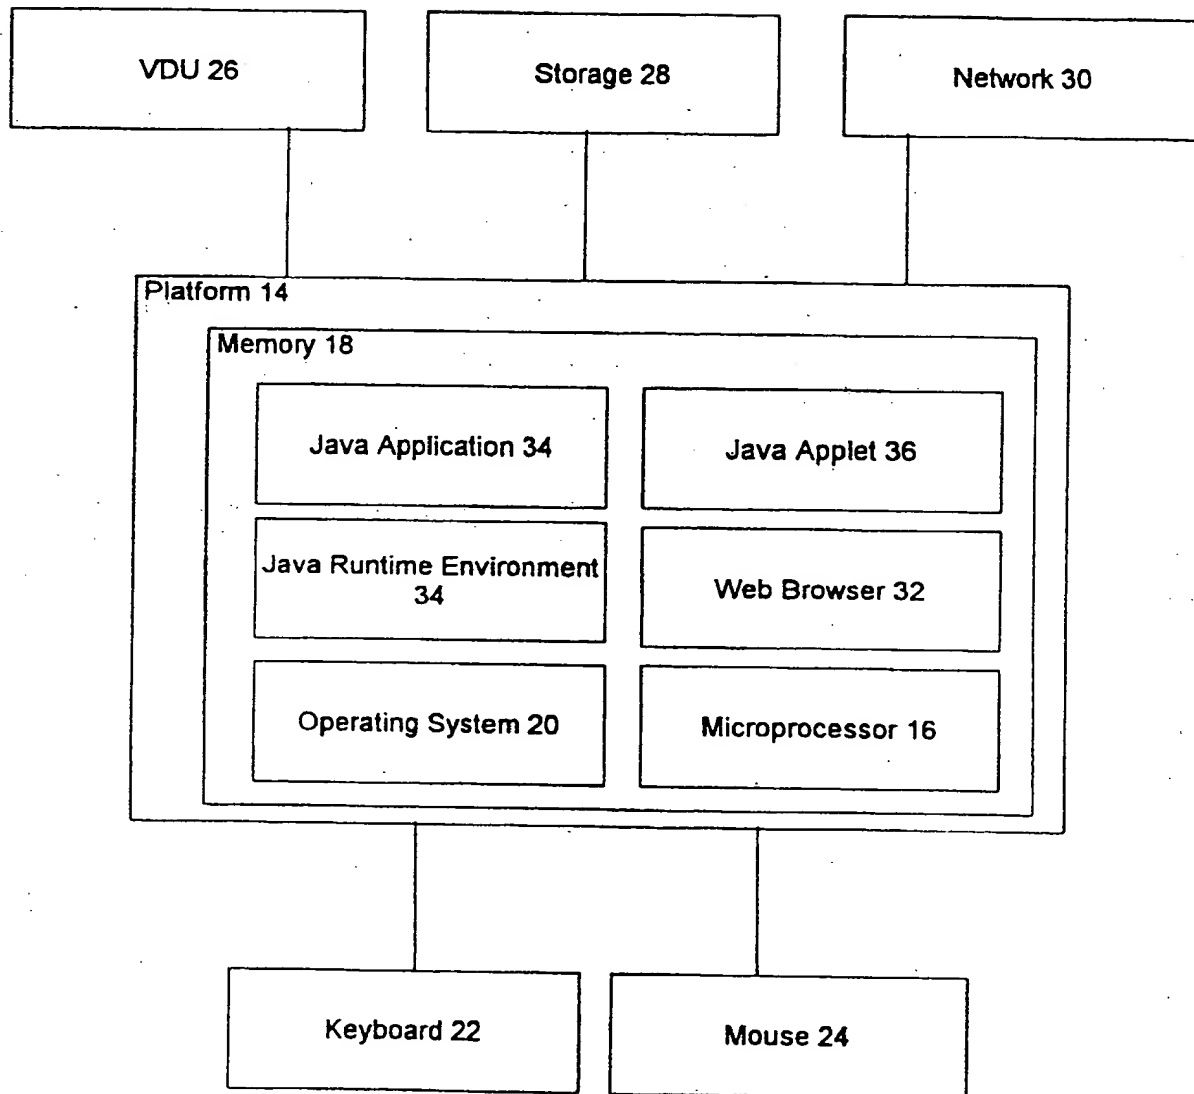 VDU 26
Storage 28
Network 30
Platform 14
Memory 18
Java Application 34
Java Applet 36
Java Runtime Environment
34
Web Browser 32
Operating System 20
Microprocessor 16
Keyboard 22
Mouse 24